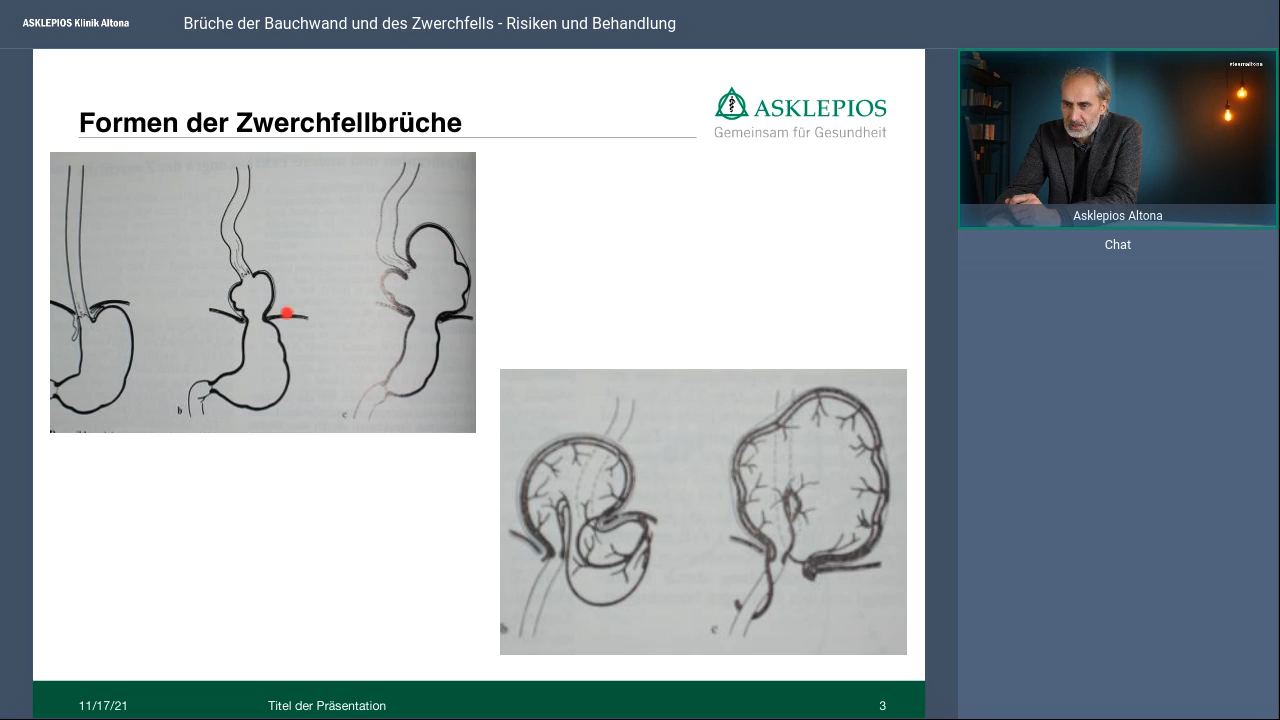 ASKLEPIOS Klinik Altona
Brüche der Bauchwand und des Zwerchfells - Risiken und Behandlung
Formen der Zwerchfellbrüche
ASKLEPIOS
Gemeinsam für Gesundheit
b
c
c
#teamaltona
Asklepios Altona
Chat
11/17/21
Titel der Präsentation
3